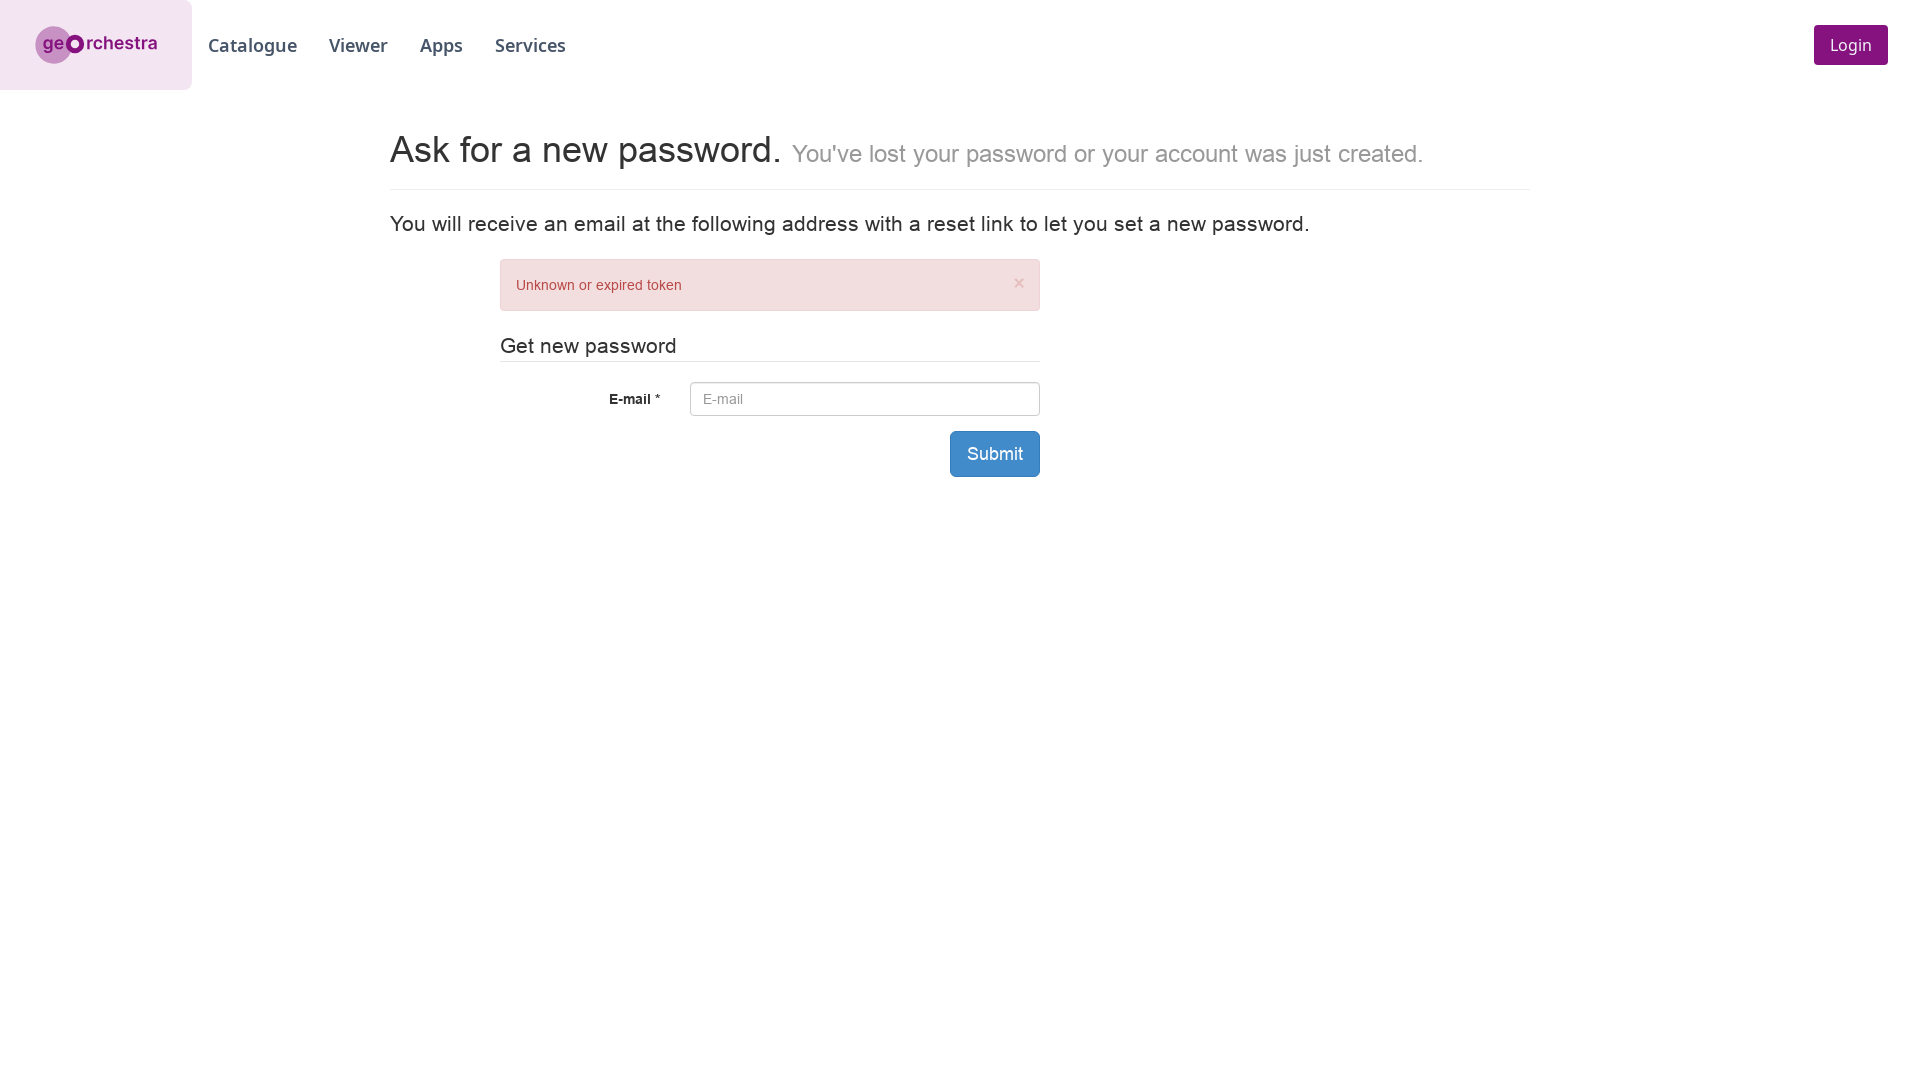 georchestra Catalogue Viewer Apps Services Login
Ask for a new password. You've lost your password or your account was just created.
You will receive an email at the following address with a reset link to let you set a new password.
Unknown or expired token ×
Get new password
E-mail * E-mail
Submit